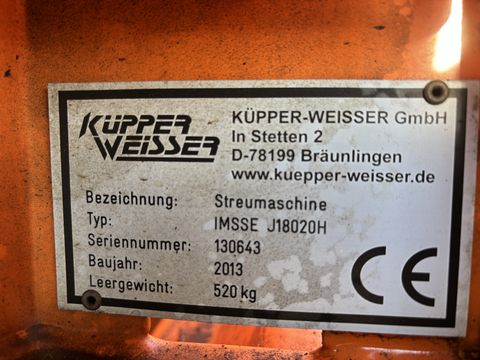 KÜPPER
WEISSER
KÜPPER-WEISSER GmbH
In Stetten 2
D-78199 Bräunlingen
www.kuepper-weisser.de
Bezeichnung: Streumaschine
Typ: IMSSE J18020H
Seriennummer: 130643
Baujahr: 2013
Leergewicht: 520 kg
CE